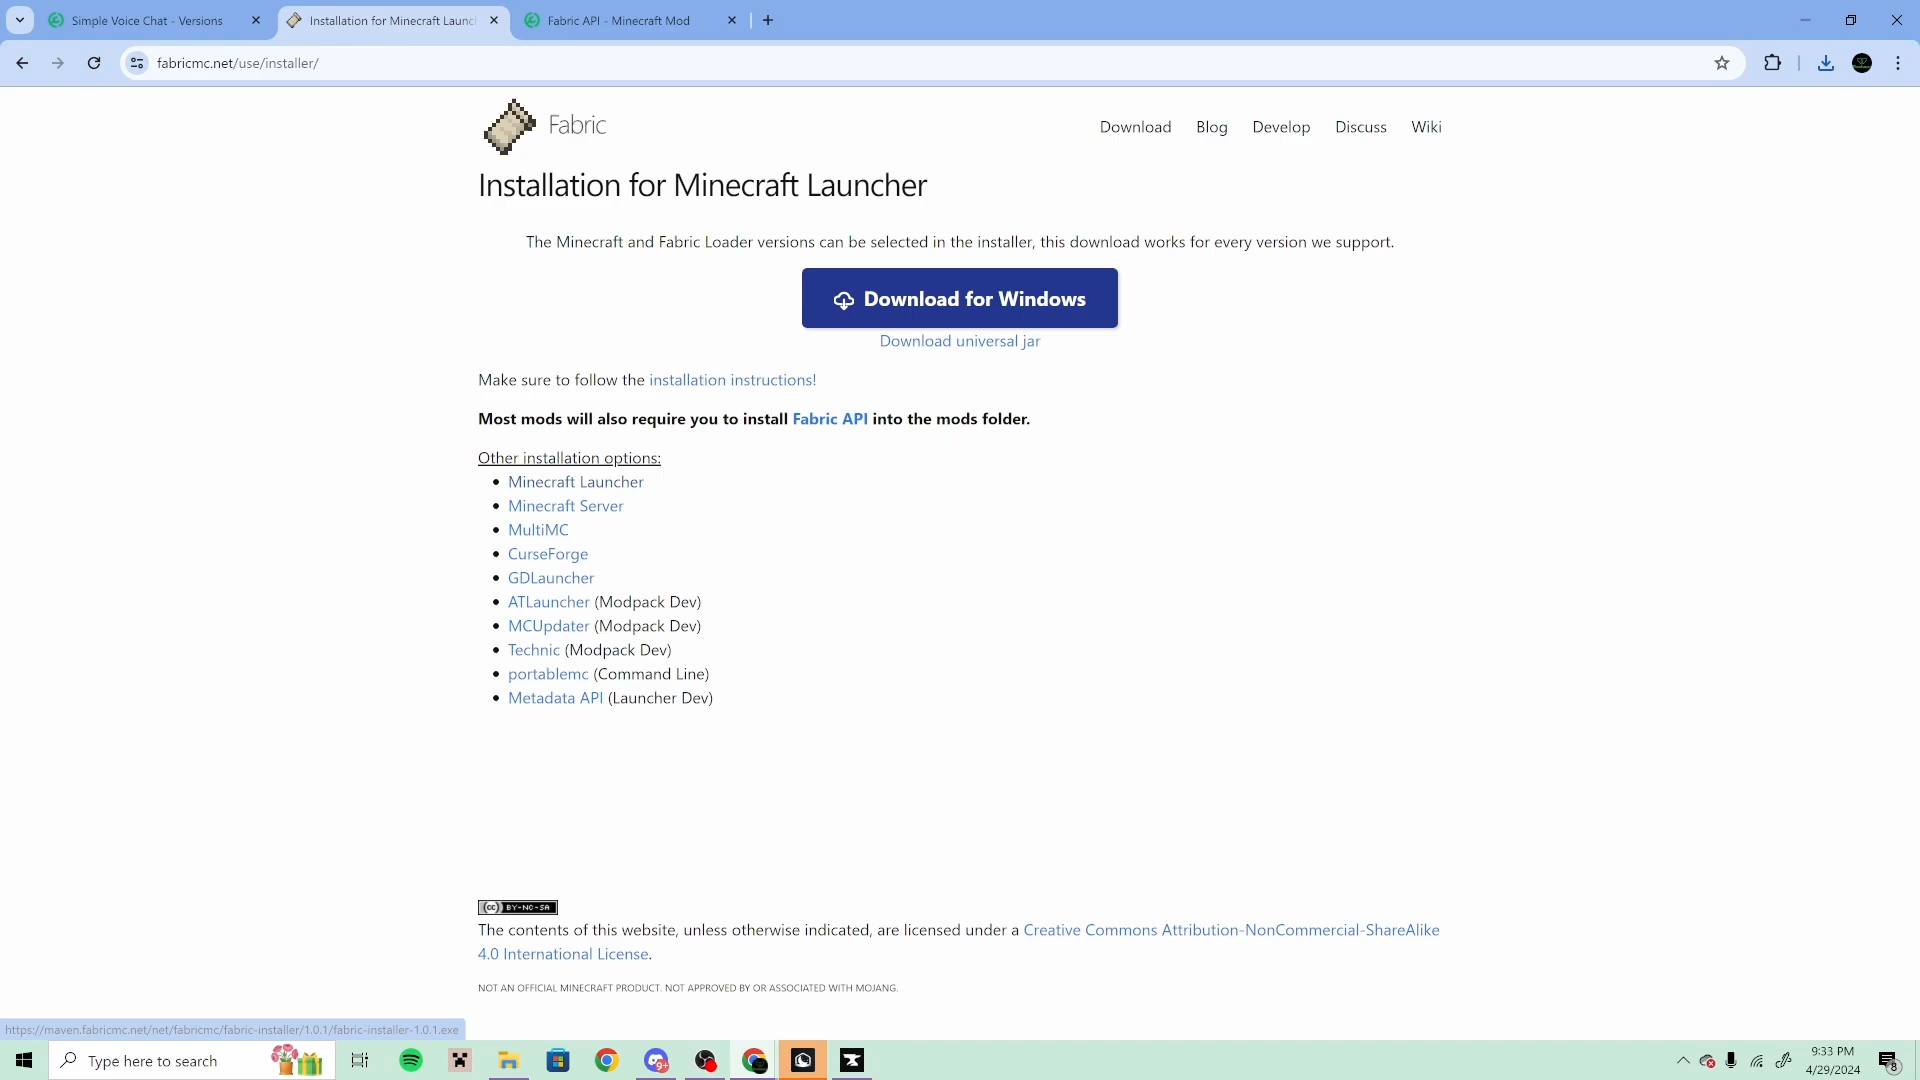 Simple Voice Chat - Versions
Installation for Minecraft Launc
Fabric API - Minecraft Mod
fabricmc.net/use/installer/
Fabric
Download
Blog
Develop
Discuss
Wiki
Installation for Minecraft Launcher
The Minecraft and Fabric Loader versions can be selected in the installer, this download works for every version we support.
Download for Windows
Download universal jar
Make sure to follow the installation instructions!
Most mods will also require you to install Fabric API into the mods folder.
Other installation options:
Minecraft Launcher
Minecraft Server
MultiMC
CurseForge
GDLauncher
ATLauncher (Modpack Dev)
MCUpdater (Modpack Dev)
Technic (Modpack Dev)
portablemc (Command Line)
Metadata API (Launcher Dev)
(cc) BY-NC-SA
The contents of this website, unless otherwise indicated, are licensed under a Creative Commons Attribution-NonCommercial-ShareAlike
4.0 International License.
NOT AN OFFICIAL MINECRAFT PRODUCT. NOT APPROVED BY OR ASSOCIATED WITH MOJANG.
https://maven.fabricmc.net/net/fabricmc/fabric-installer/1.0.1/fabric-installer-1.0.1.exe
Type here to search
9+
9:33 PM
4/29/2024
8